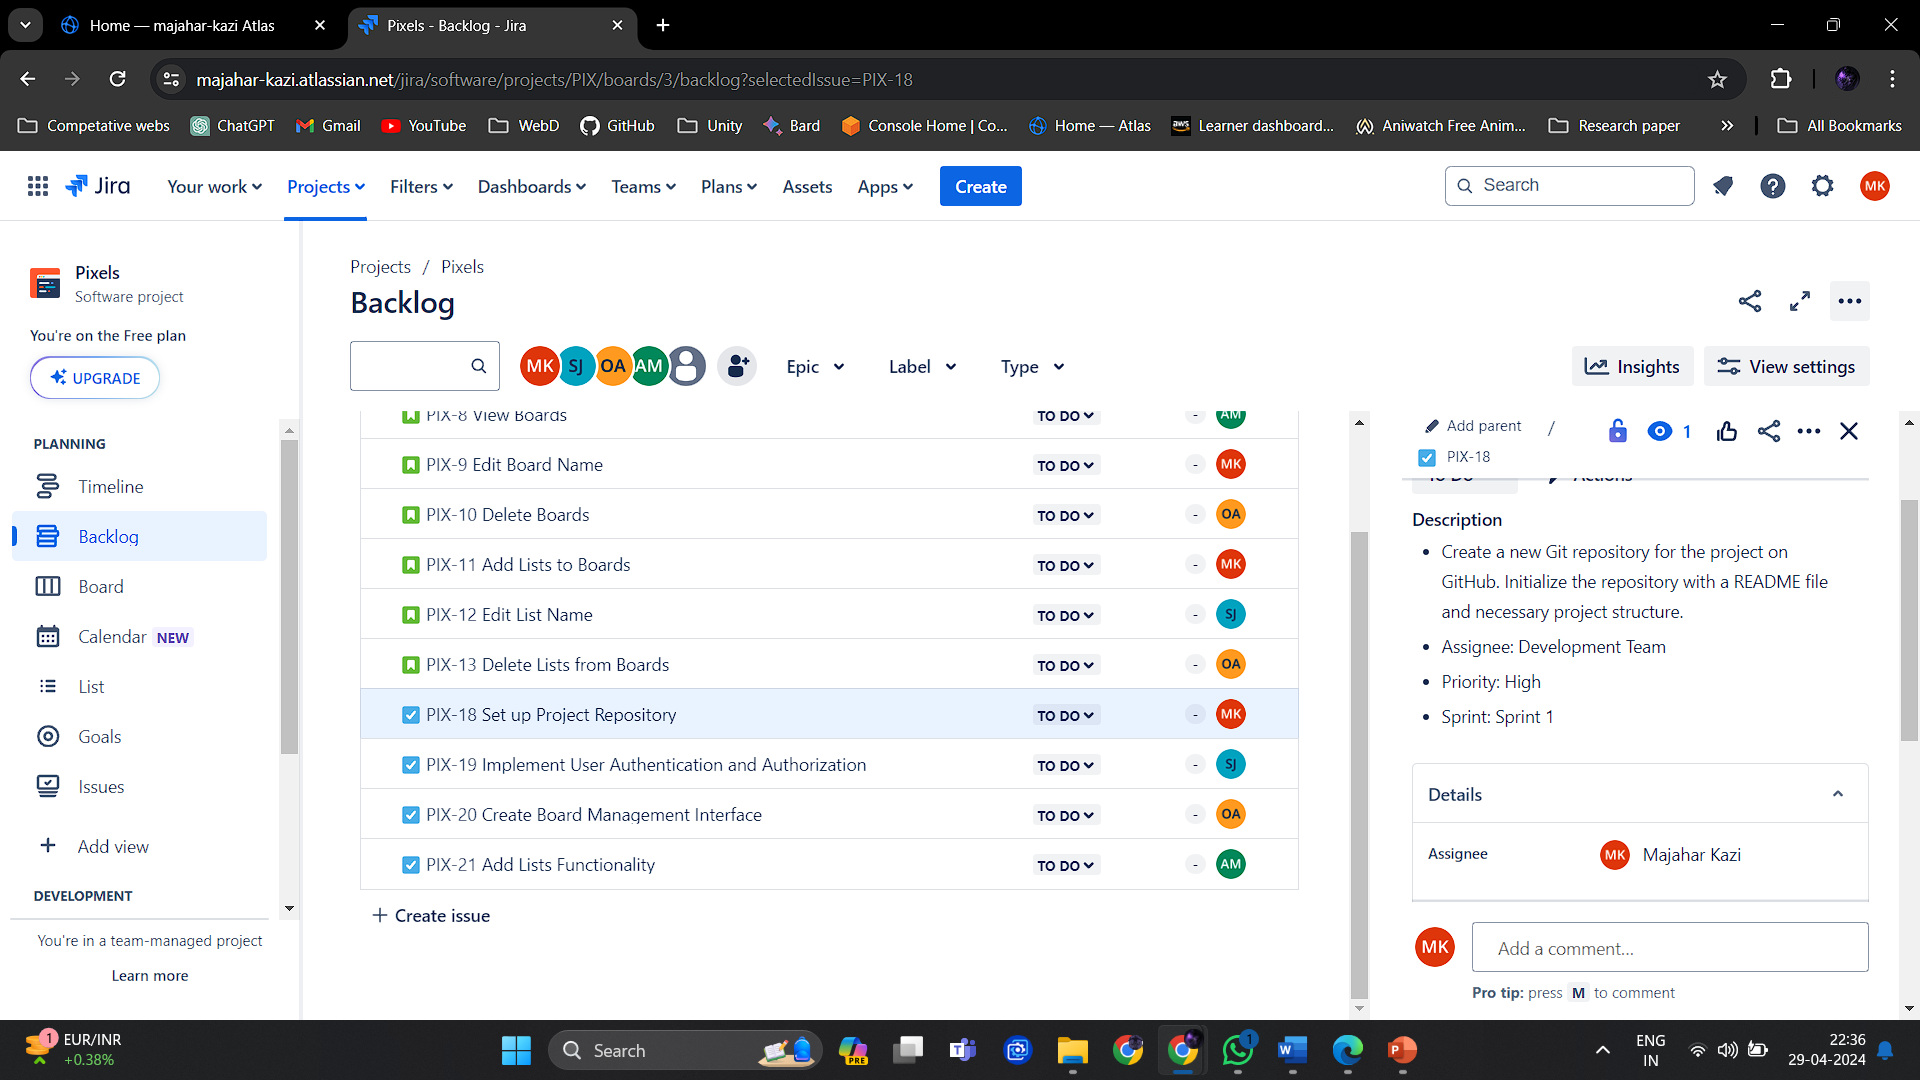 Home — majahar-kazi Atlas
Pixels - Backlog - Jira
majahar-kazi.atlassian.net/jira/software/projects/PIX/boards/3/backlog?selectedIssue=PIX-18
Competative webs
ChatGPT
Gmail
YouTube
WebD
GitHub
Unity
Bard
Console Home | Co...
Home — Atlas
aws
Learner dashboard...
Aniwatch Free Anim...
Research paper
All Bookmarks
Jira
Your work
Projects
Filters
Dashboards
Teams
Plans
Assets
Apps
Create
Search
MK
Pixels
Software project
You're on the Free plan
UPGRADE
PLANNING
Timeline
Backlog
Board
Calendar NEW
List
Goals
Issues
Add view
DEVELOPMENT
You're in a team-managed project
Learn more
Projects / Pixels
Backlog
MK SJ OA AM
Epic
Label
Type
Insights
View settings
PIX-8 View Boards TO DO - AM
PIX-9 Edit Board Name TO DO - MK
PIX-10 Delete Boards TO DO - OA
PIX-11 Add Lists to Boards TO DO - MK
PIX-12 Edit List Name TO DO - SJ
PIX-13 Delete Lists from Boards TO DO - OA
PIX-18 Set up Project Repository TO DO - MK
PIX-19 Implement User Authentication and Authorization TO DO - SJ
PIX-20 Create Board Management Interface TO DO - OA
PIX-21 Add Lists Functionality TO DO - AM
Create issue
Add parent /
1
PIX-18
To Do Actions
Description
Create a new Git repository for the project on
GitHub. Initialize the repository with a README file
and necessary project structure.
Assignee: Development Team
Priority: High
Sprint: Sprint 1
Details
Assignee MK Majahar Kazi
MK Add a comment...
Pro tip: press M to comment
1 EUR/INR
+0.38%
Search
PRE
1
ENG
IN
22:36
29-04-2024